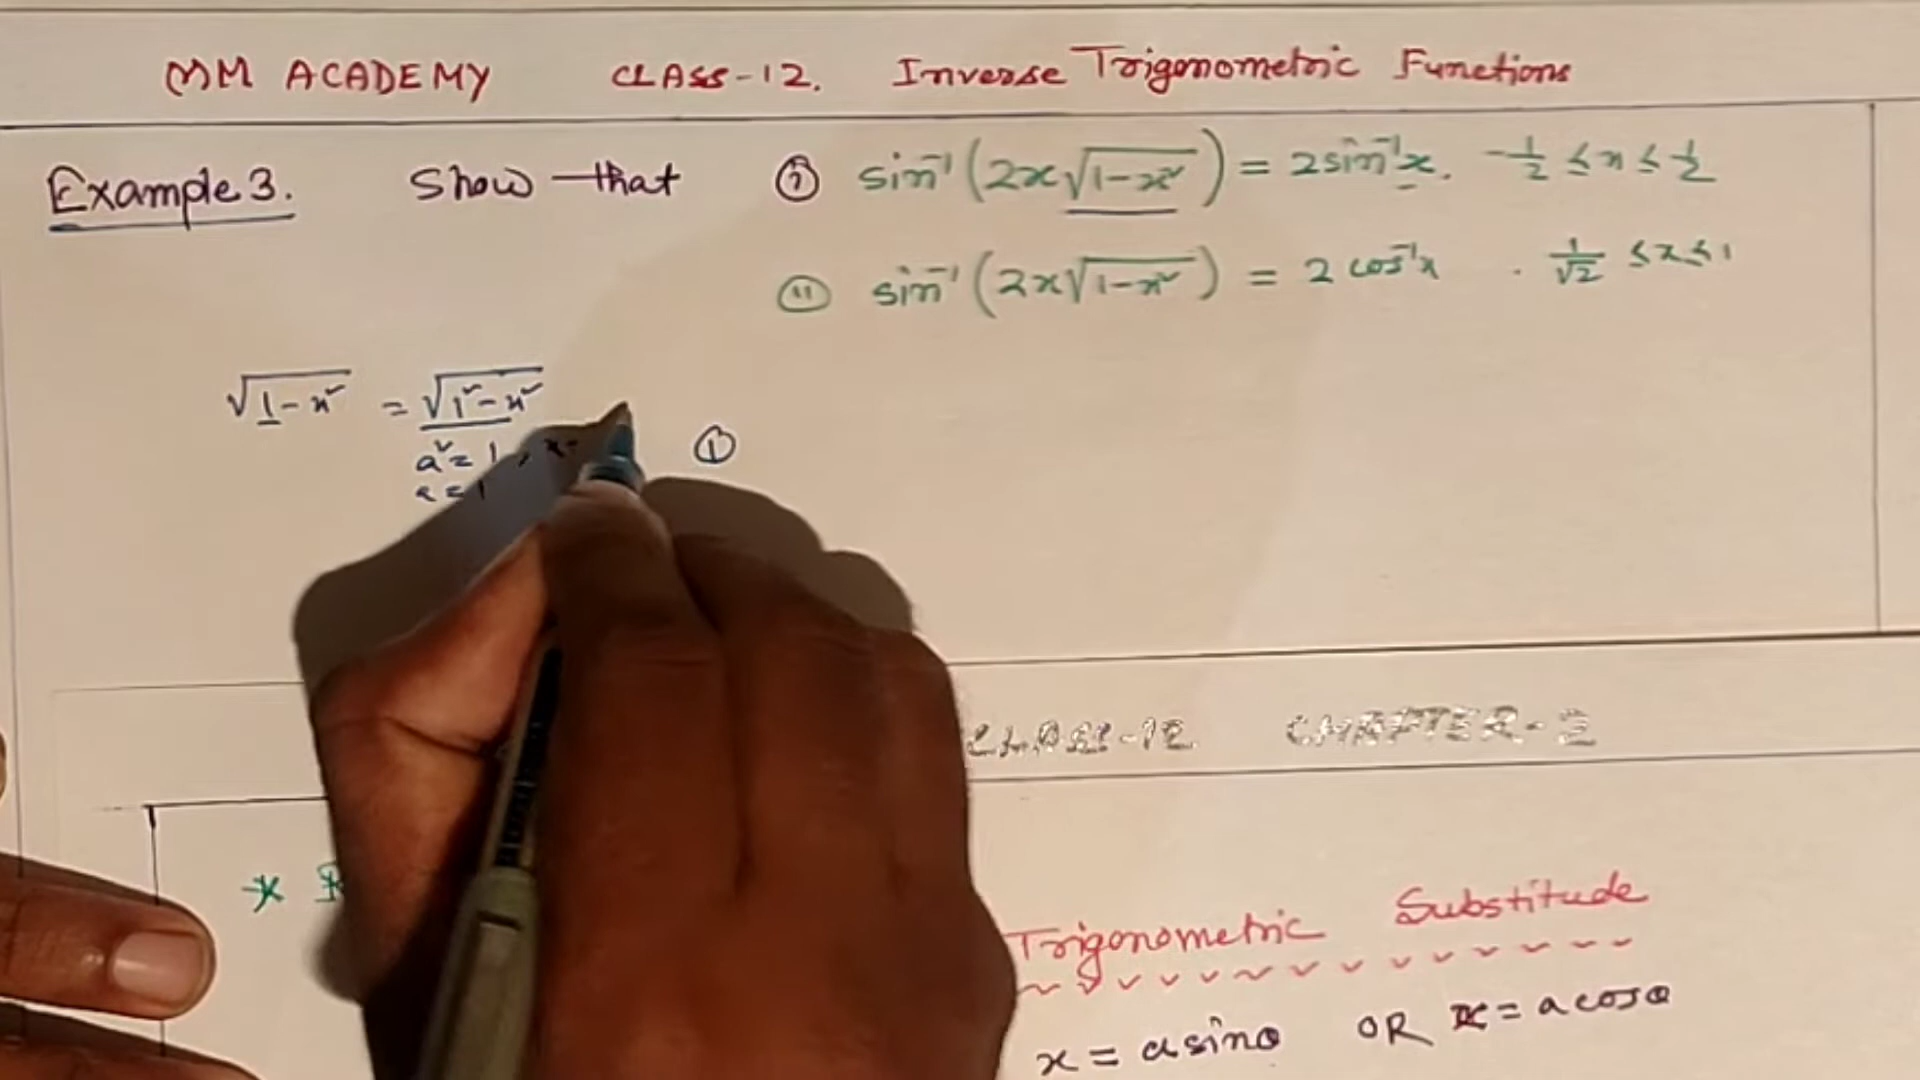 MM ACADEMY CLASS-12. Inverse Trigonometric Functions
Example 3. Show that (i) sin⁻¹(2x√(1-x²)) = 2sin⁻¹x. -1/2 ≤ x ≤ 1/2
(ii) sin⁻¹(2x√(1-x²)) = 2 cos⁻¹x . 1/√2 ≤ x ≤ 1
√(1-x²) = √(1²-x²)
a² = 1, x=
a = 1
(1)
CLASS-12 CHAPTER-2
*
Trigonometric Substitude
x = a sinθ OR x = a cosθ